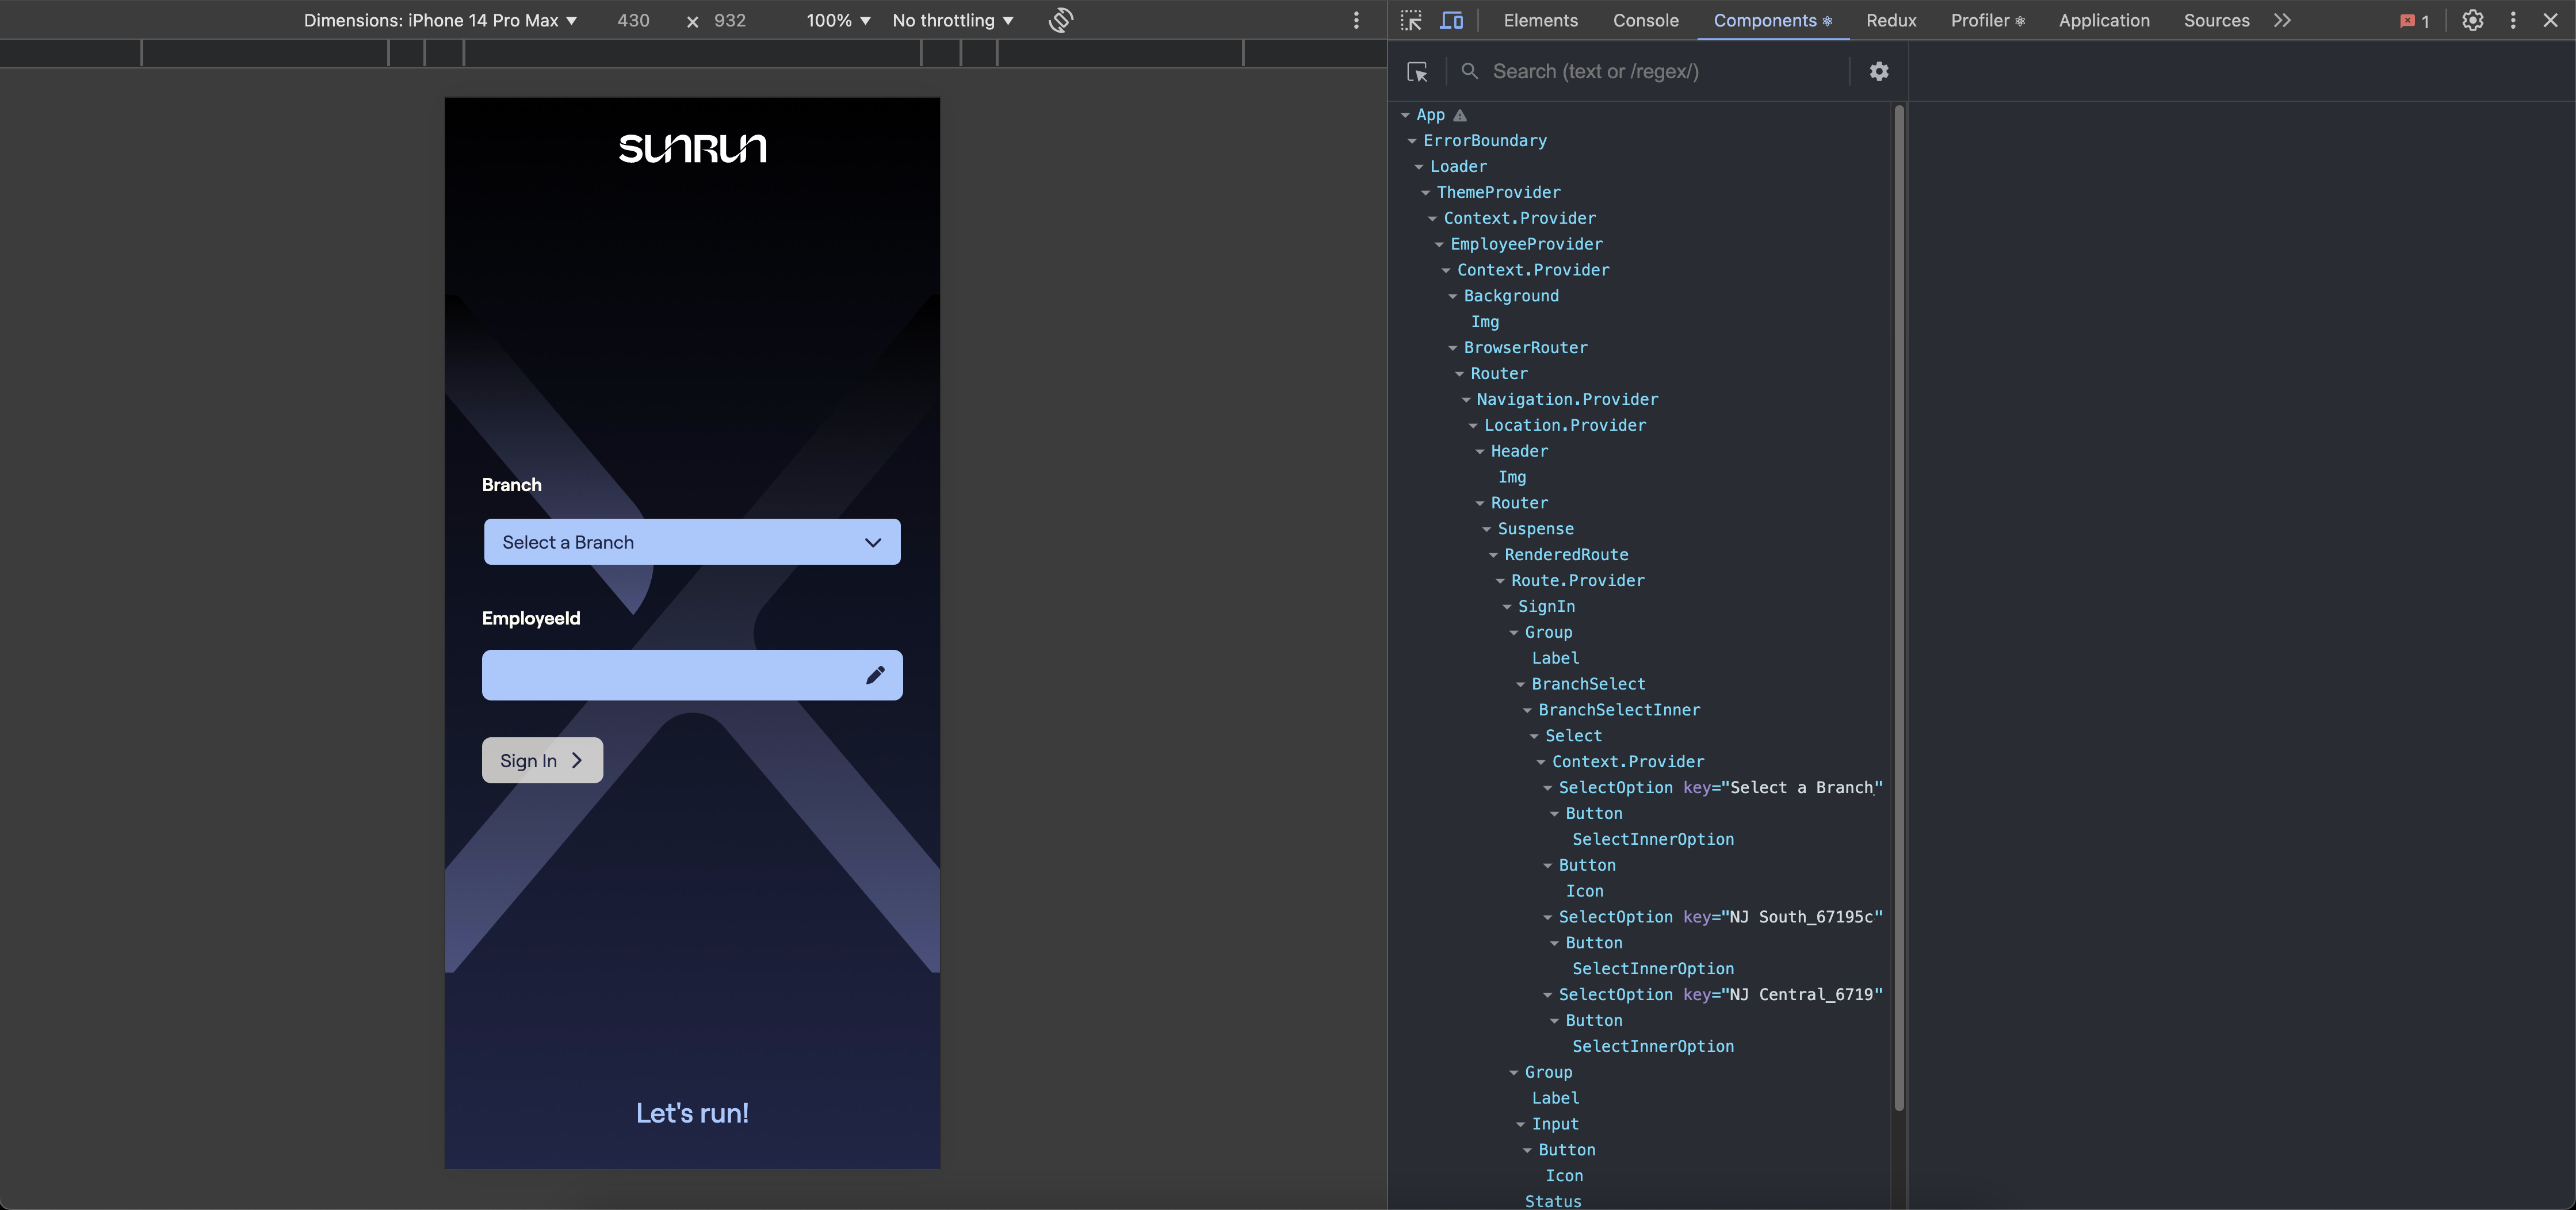 Dimensions: iPhone 14 Pro Max 430 × 932 100% No throttling
Elements Console Components Redux Profiler Application Sources 1
Search (text or /regex/)
SUNRUN
Branch
Select a Branch
EmployeeId
Sign In
Let's run!
App
ErrorBoundary
Loader
ThemeProvider
Context.Provider
EmployeeProvider
Context.Provider
Background
Img
BrowserRouter
Router
Navigation.Provider
Location.Provider
Header
Img
Router
Suspense
RenderedRoute
Route.Provider
SignIn
Group
Label
BranchSelect
BranchSelectInner
Select
Context.Provider
SelectOption key="Select a Branch_"
Button
SelectInnerOption
Button
Icon
SelectOption key="NJ South_67195c"
Button
SelectInnerOption
SelectOption key="NJ Central_6719"
Button
SelectInnerOption
Group
Label
Input
Button
Icon
Status